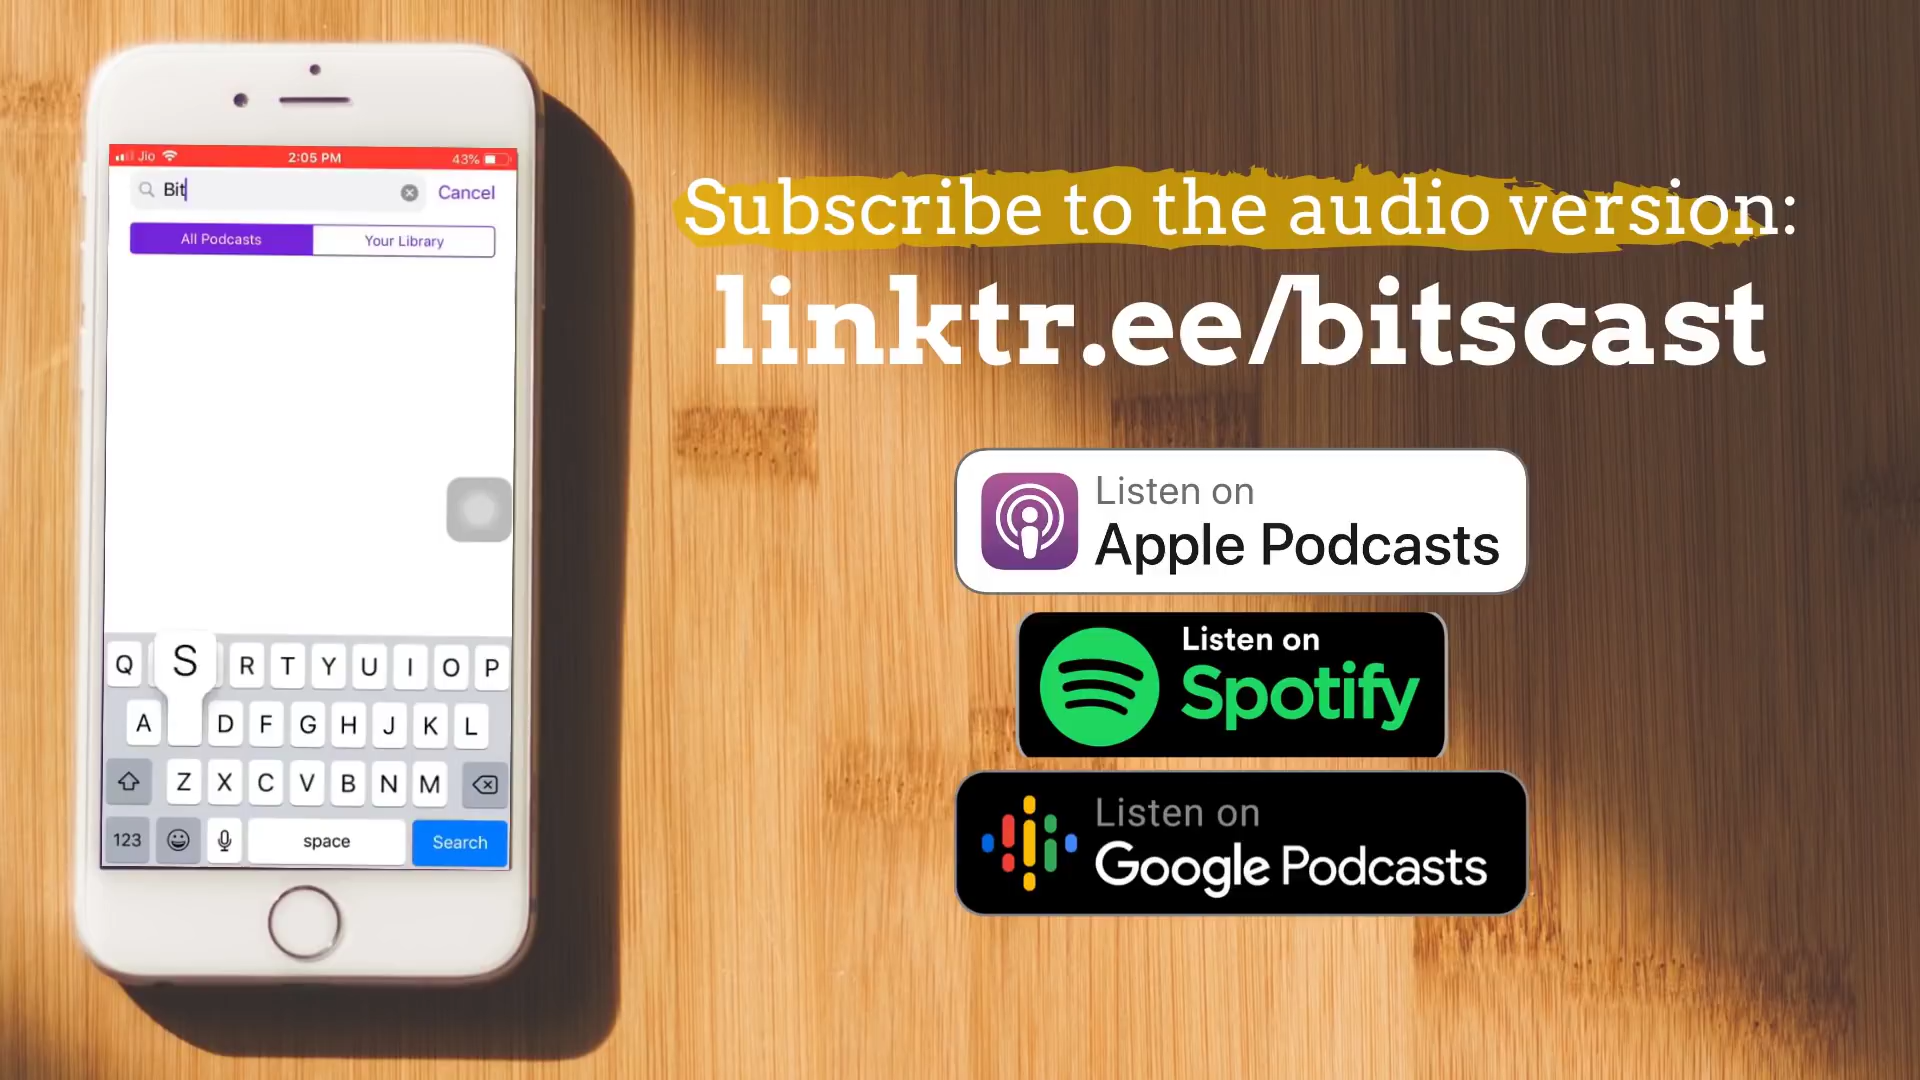 Jio
2:05 PM
43%
Bit
Cancel
All Podcasts
Your Library
Q S R T Y U I O P
A D F G H J K L
Z X C V B N M
123
space
Search
Subscribe to the audio version:
linktr.ee/bitscast
Listen on
Apple Podcasts
Listen on
Spotify
Listen on
Google Podcasts